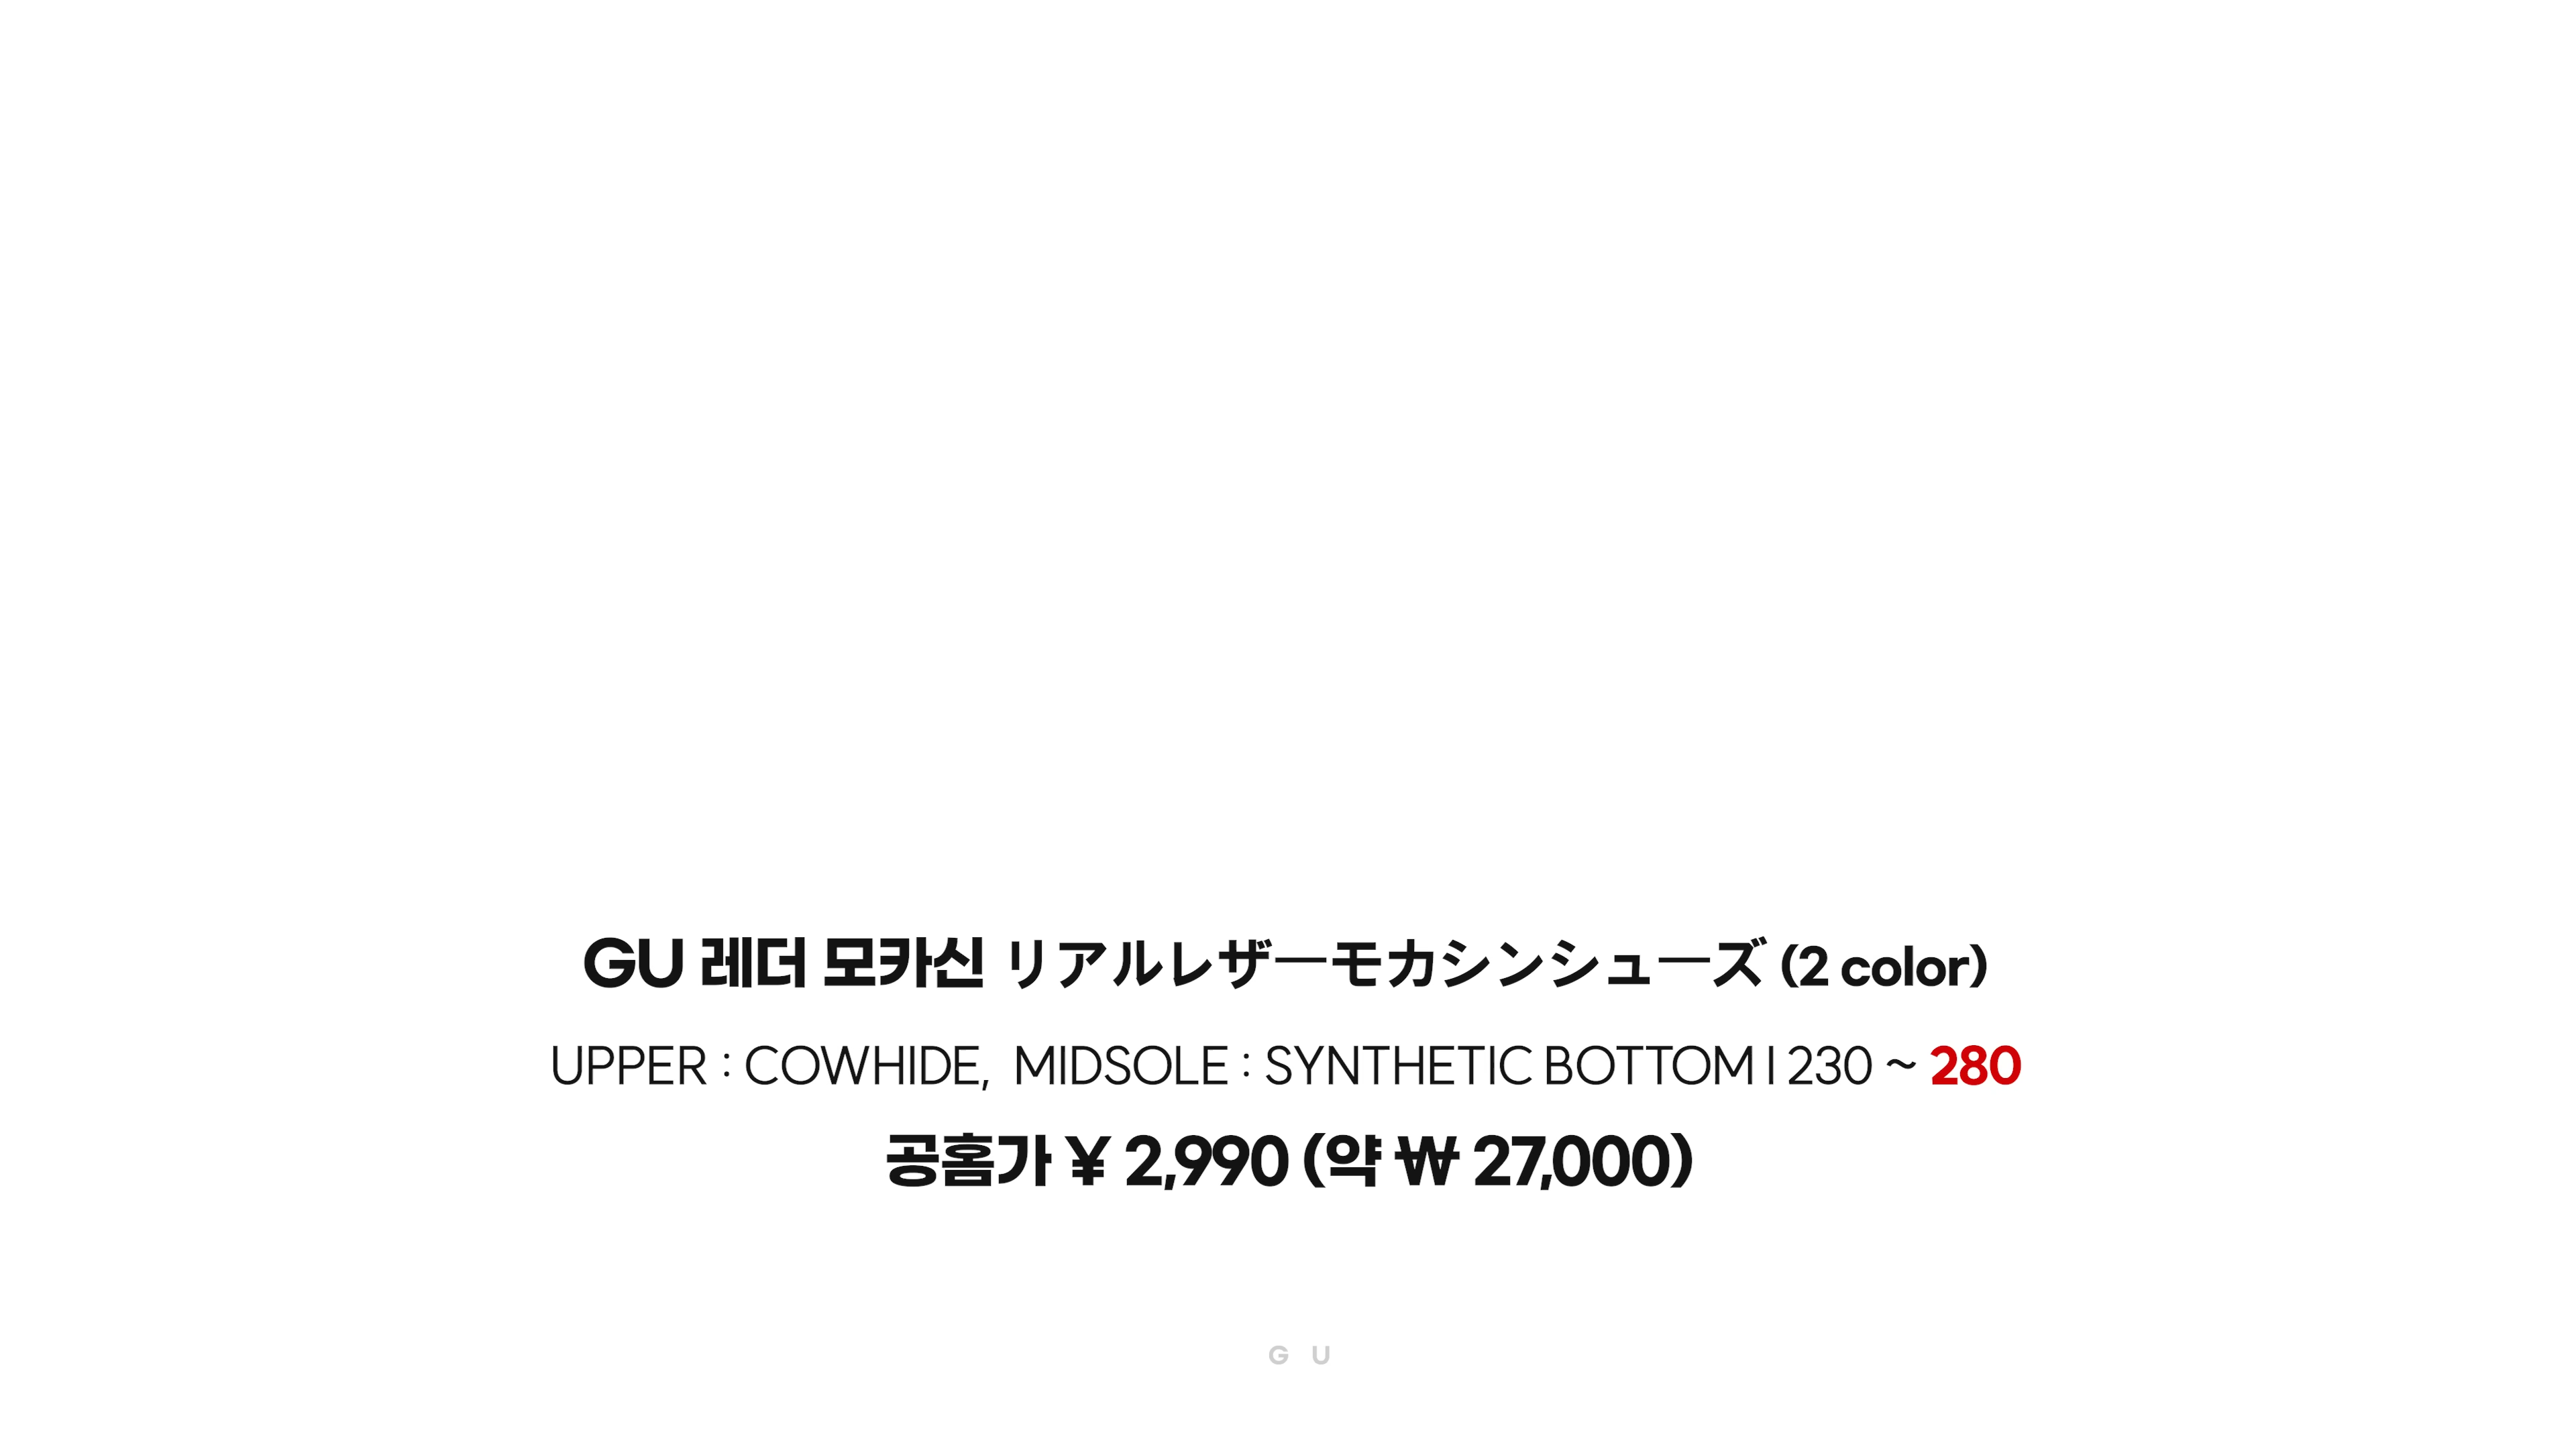 GU 레더 모카신 リアルレザーモカシンシューズ (2 color)
UPPER : COWHIDE, MIDSOLE : SYNTHETIC BOTTOM I 230 ~ 280
공홈가 ¥ 2,990 (약 ₩ 27,000)
G U